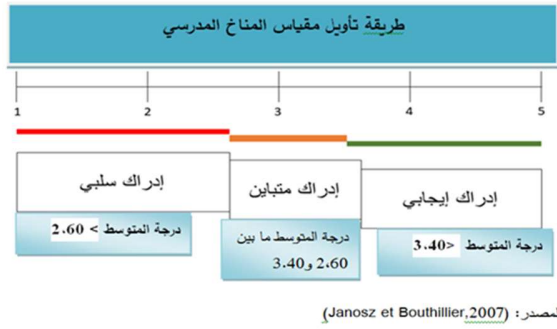 طريقة تأويل مقياس المناخ المدرسي
1 2 3 4 5
إدراك سلبي
إدراك متباين
إدراك إيجابي
درجة المتوسط > 2.60
درجة المتوسط ما بين
2،60 و3.40
درجة المتوسط <3.40
المصدر: (Janosz et Bouthillier,2007)